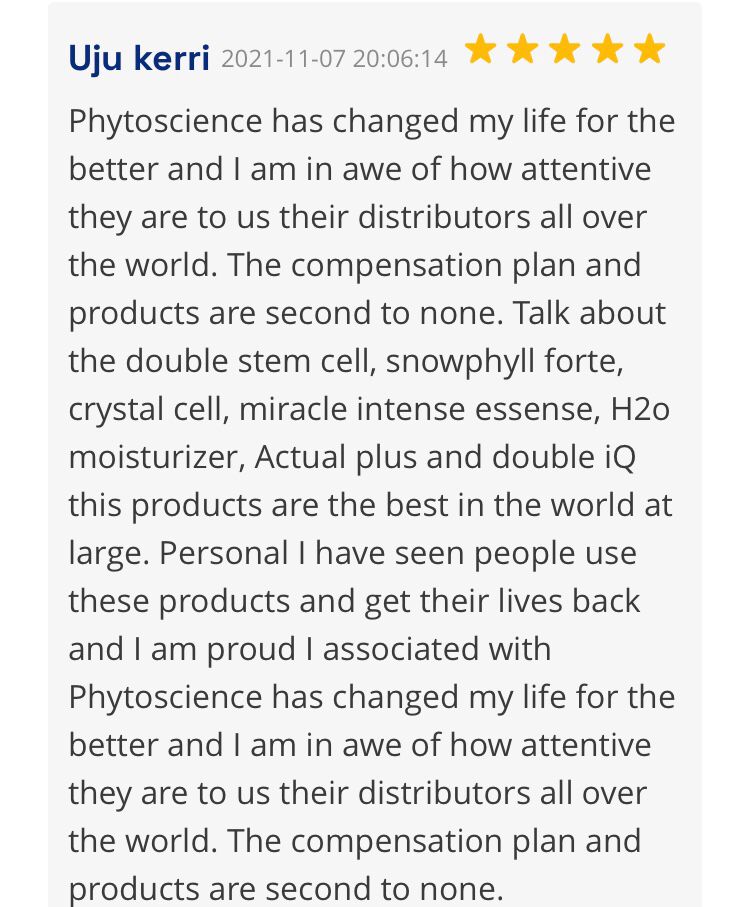 Uju kerri 2021-11-07 20:06:14
Phytoscience has changed my life for the
better and I am in awe of how attentive
they are to us their distributors all over
the world. The compensation plan and
products are second to none. Talk about
the double stem cell, snowphyll forte,
crystal cell, miracle intense essense, H2o
moisturizer, Actual plus and double iQ
this products are the best in the world at
large. Personal I have seen people use
these products and get their lives back
and I am proud I associated with
Phytoscience has changed my life for the
better and I am in awe of how attentive
they are to us their distributors all over
the world. The compensation plan and
products are second to none.